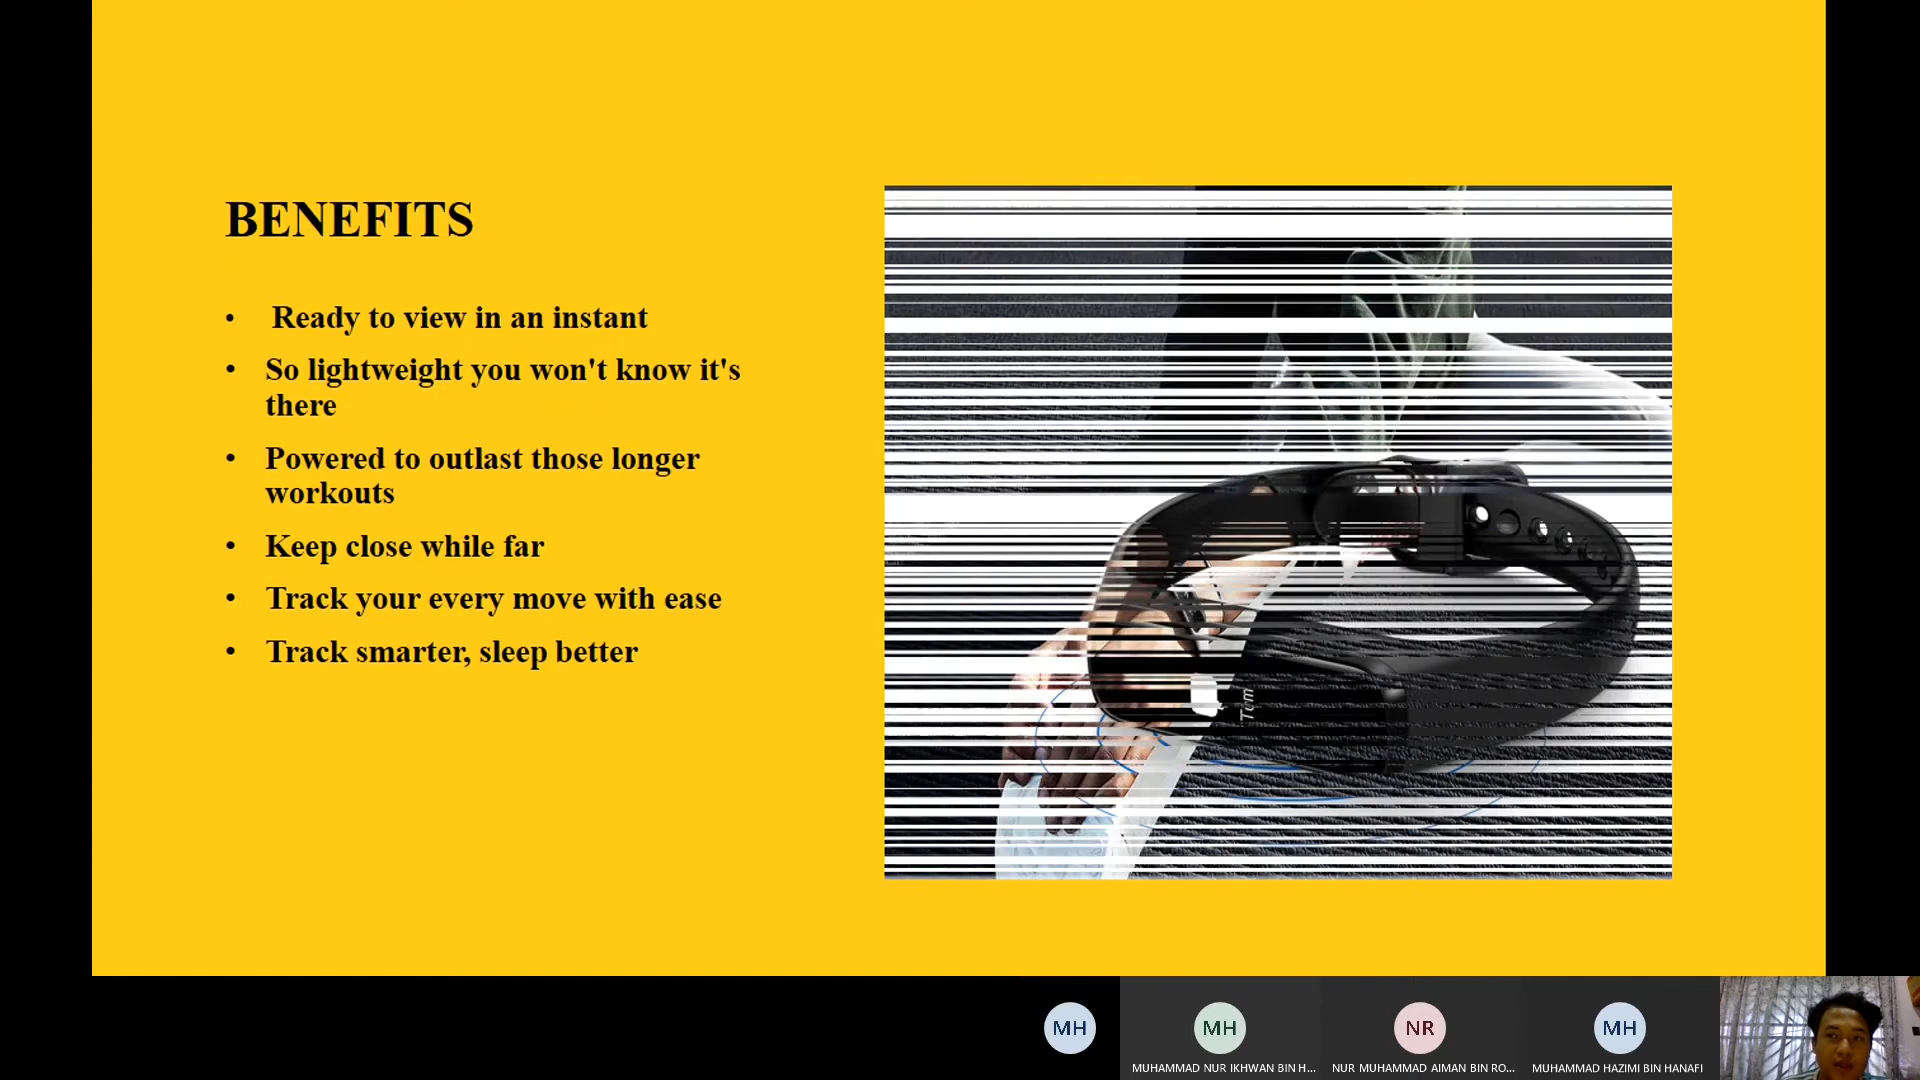 BENEFITS
• Ready to view in an instant
• So lightweight you won't know it's
there
• Powered to outlast those longer
workouts
• Keep close while far
• Track your every move with ease
• Track smarter, sleep better
MH
MH
NR
MH
MUHAMMAD NUR IKHWAN BIN H...
NUR MUHAMMAD AIMAN BIN RO...
MUHAMMAD HAZIMI BIN HANAFI